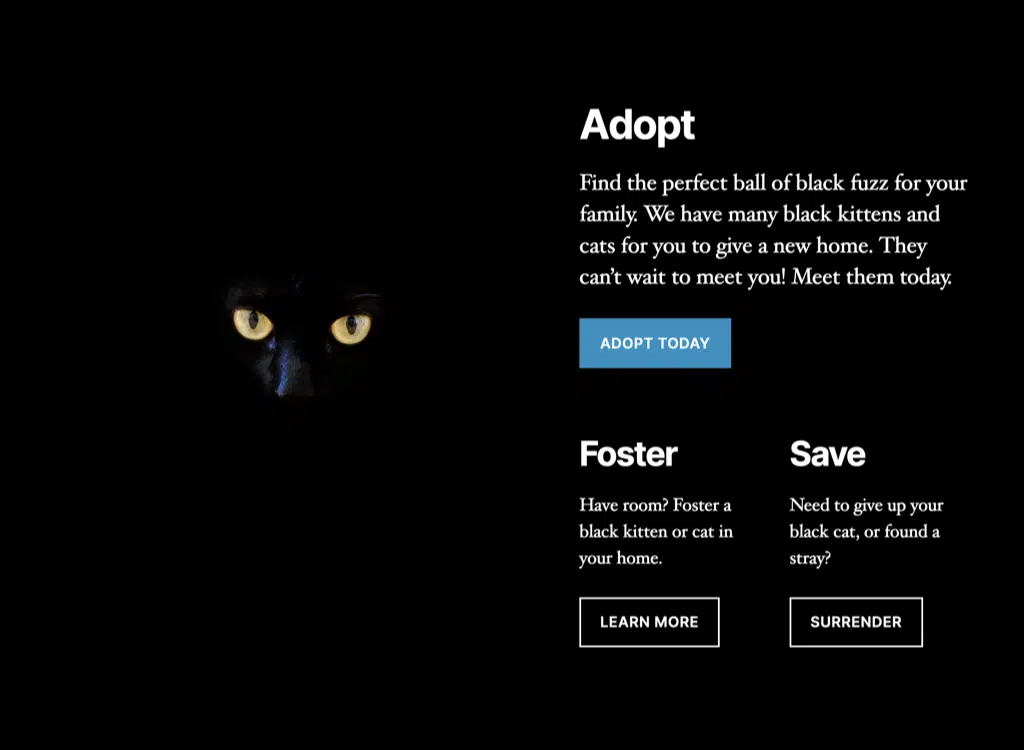 Adopt
Find the perfect ball of black fuzz for your
family. We have many black kittens and
cats for you to give a new home. They
can’t wait to meet you! Meet them today.
ADOPT TODAY
Foster
Have room? Foster a
black kitten or cat in
your home.
LEARN MORE
Save
Need to give up your
black cat, or found a
stray?
SURRENDER